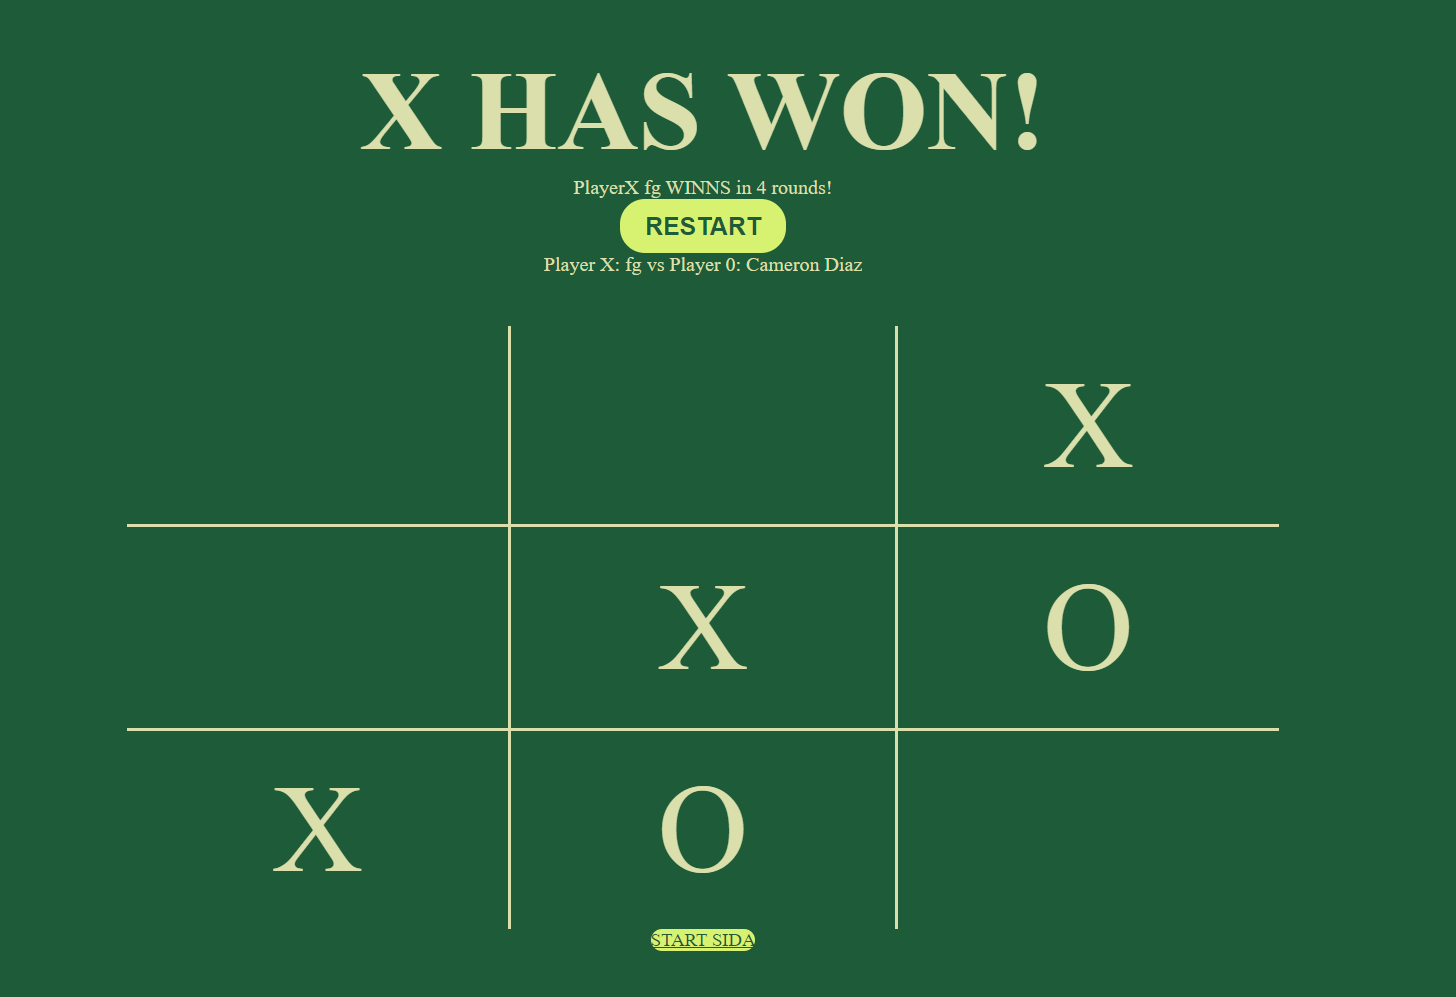 X HAS WON!
PlayerX fg WINNS in 4 rounds!
RESTART
Player X: fg vs Player 0: Cameron Diaz
X
X O
X O
START SIDA